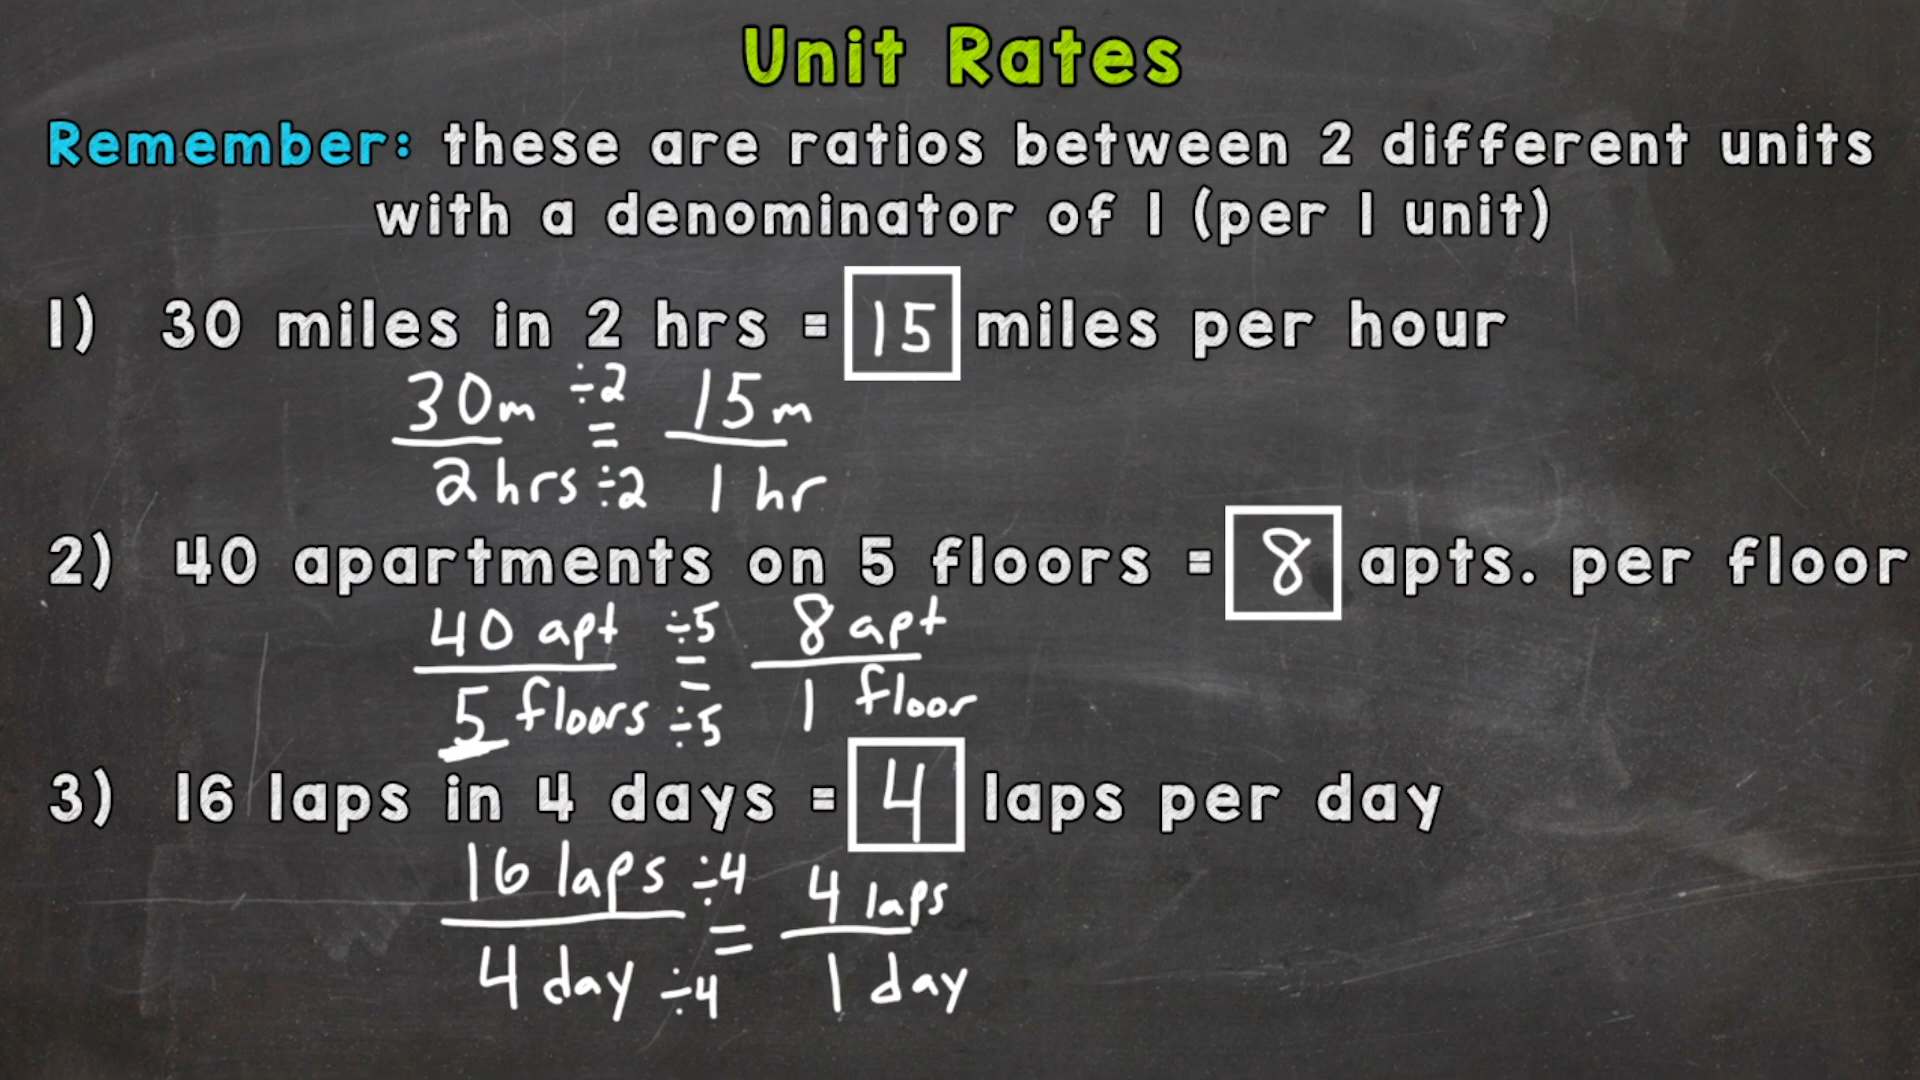 Unit Rates
Remember: these are ratios between 2 different units
with a denominator of 1 (per 1 unit)
1) 30 miles in 2 hrs = 15 miles per hour
30m ÷2 = 15m
2 hrs ÷2 1 hr
2) 40 apartments on 5 floors = 8 apts. per floor
40 apt ÷5 = 8 apt
5 floors ÷5 1 floor
3) 16 laps in 4 days = 4 laps per day
16 laps ÷4 = 4 laps
4 day ÷4 1 day